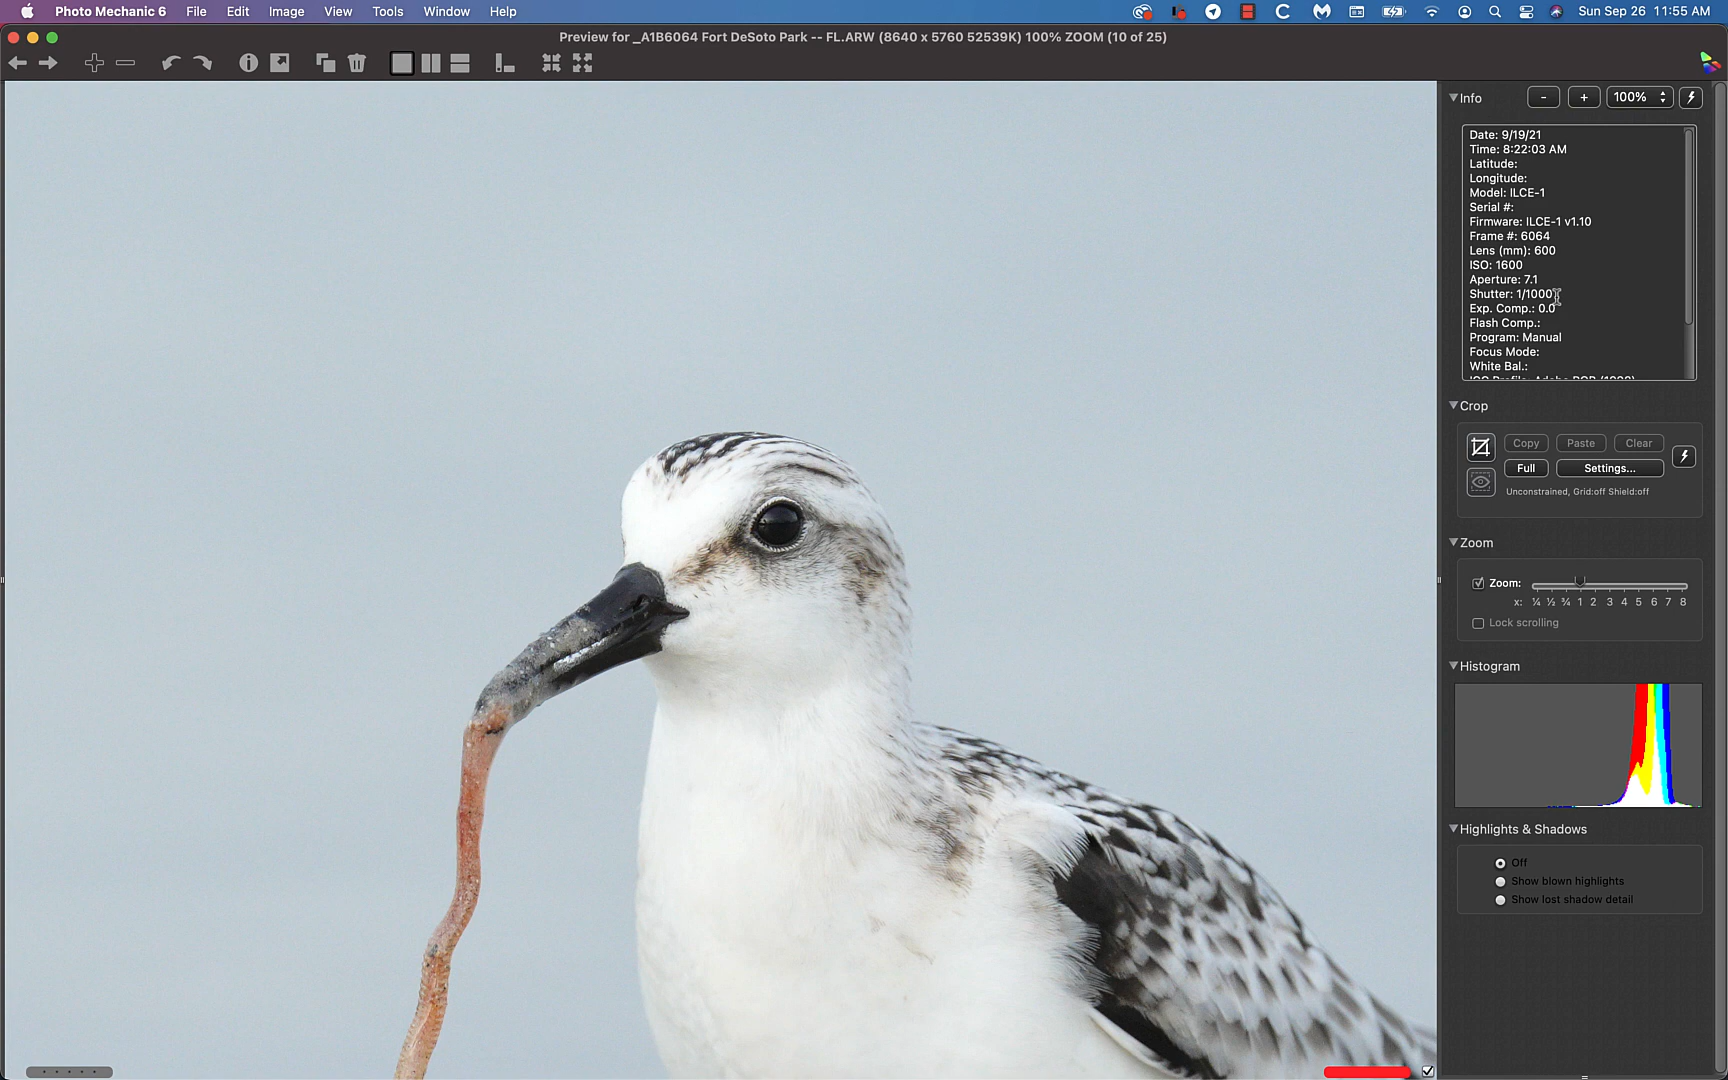 Photo Mechanic 6 File Edit Image View Tools Window Help Sun Sep 26 11:55 AM
Preview for _A1B6064 Fort DeSoto Park -- FL.ARW (8640 x 5760 52539K) 100% ZOOM (10 of 25)
Info - + 100%
Date: 9/19/21
Time: 8:22:03 AM
Latitude:
Longitude:
Model: ILCE-1
Serial #:
Firmware: ILCE-1 v1.10
Frame #: 6064
Lens (mm): 600
ISO: 1600
Aperture: 7.1
Shutter: 1/1000
Exp. Comp.: 0.0
Flash Comp.:
Program: Manual
Focus Mode:
White Bal.:
Crop
Copy Paste Clear
Full Settings...
Unconstrained, Grid:off Shield:off
Zoom
Zoom:
x: ¼ ½ ¾ 1 2 3 4 5 6 7 8
Lock scrolling
Histogram
Highlights & Shadows
Off
Show blown highlights
Show lost shadow detail